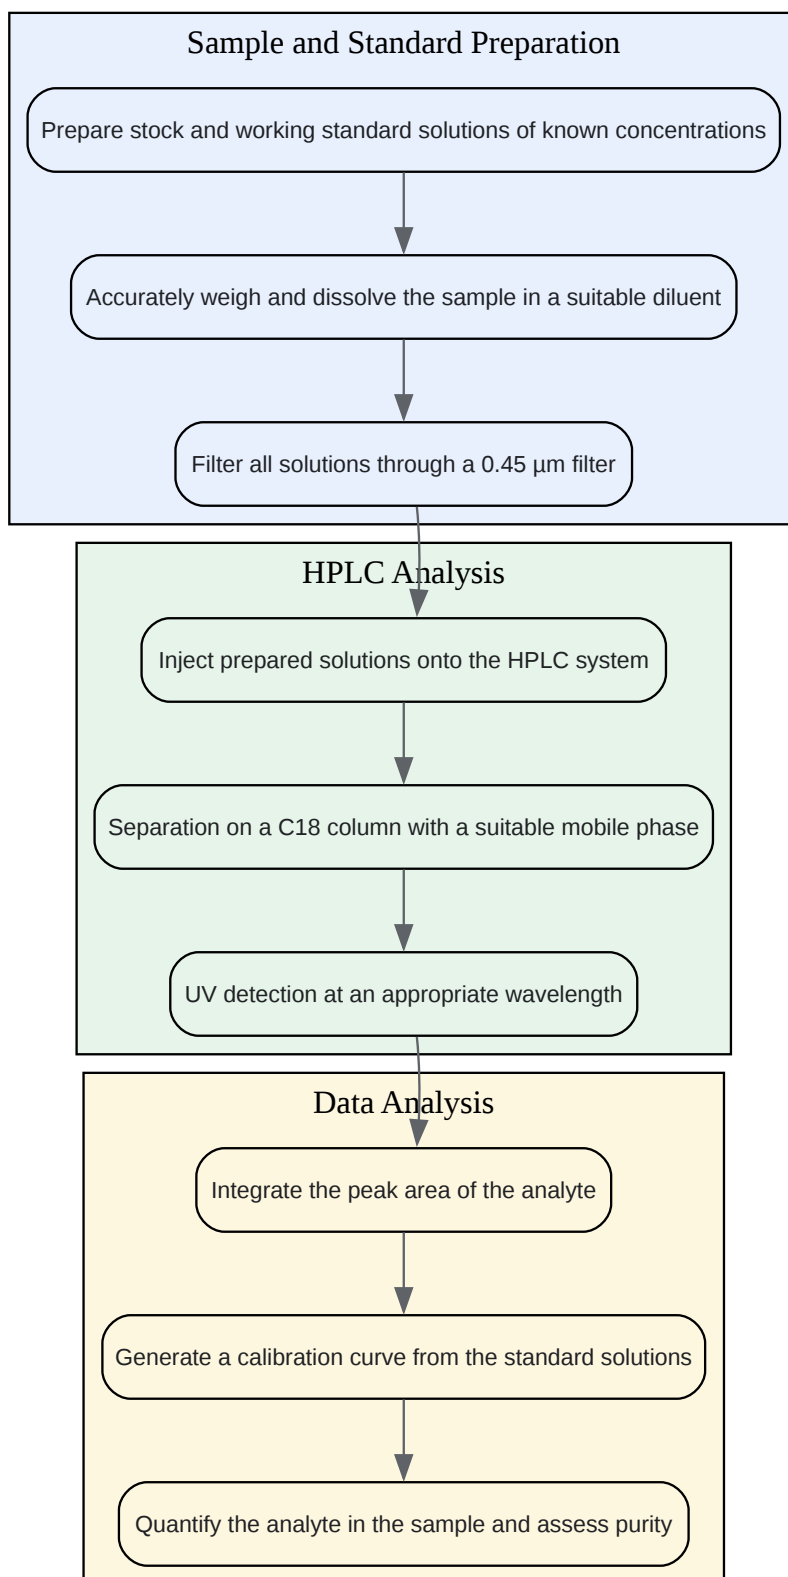 Sample and Standard Preparation
Prepare stock and working standard solutions of known concentrations
Accurately weigh and dissolve the sample in a suitable diluent
Filter all solutions through a 0.45 µm filter
HPLC Analysis
Inject prepared solutions onto the HPLC system
Separation on a C18 column with a suitable mobile phase
UV detection at an appropriate wavelength
Data Analysis
Integrate the peak area of the analyte
Generate a calibration curve from the standard solutions
Quantify the analyte in the sample and assess purity